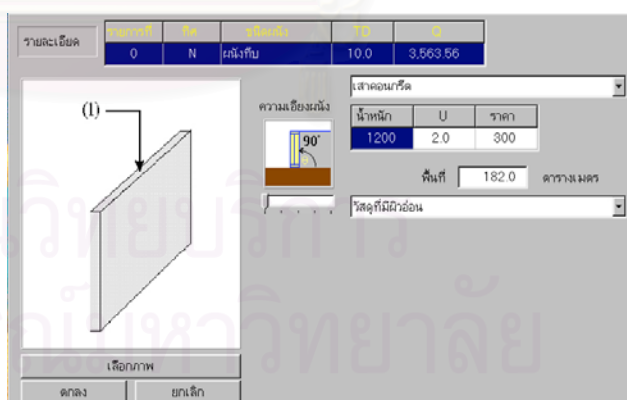 รายละเอียด
รายการที่ ทิศ ชนิดผนัง TD Q
0 N ผนังทึบ 10.0 3,563.56
(1)
ความเอียงผนัง
90°
เสาคอนกรีต
น้ำหนัก U ราคา
1200 2.0 300
พื้นที่ 182.0 ตารางเมตร
วัสดุที่มีผิวอ่อน
เลือกภาพ
ตกลง ยกเลิก